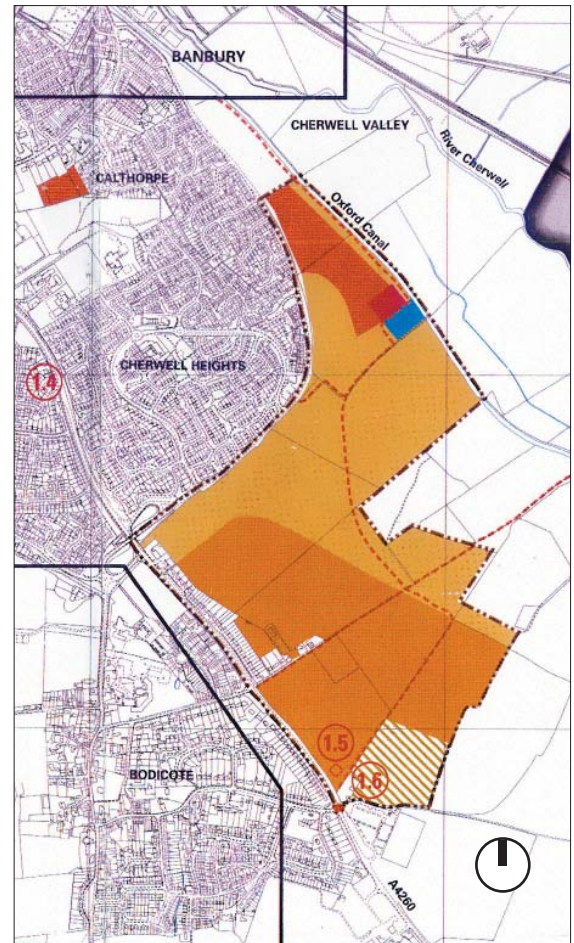 BANBURY
CHERWELL VALLEY
River Cherwell
CALTHORPE
Oxford Canal
CHERWELL HEIGHTS
1.4
1.5
1.6
BODICOTE
A4260